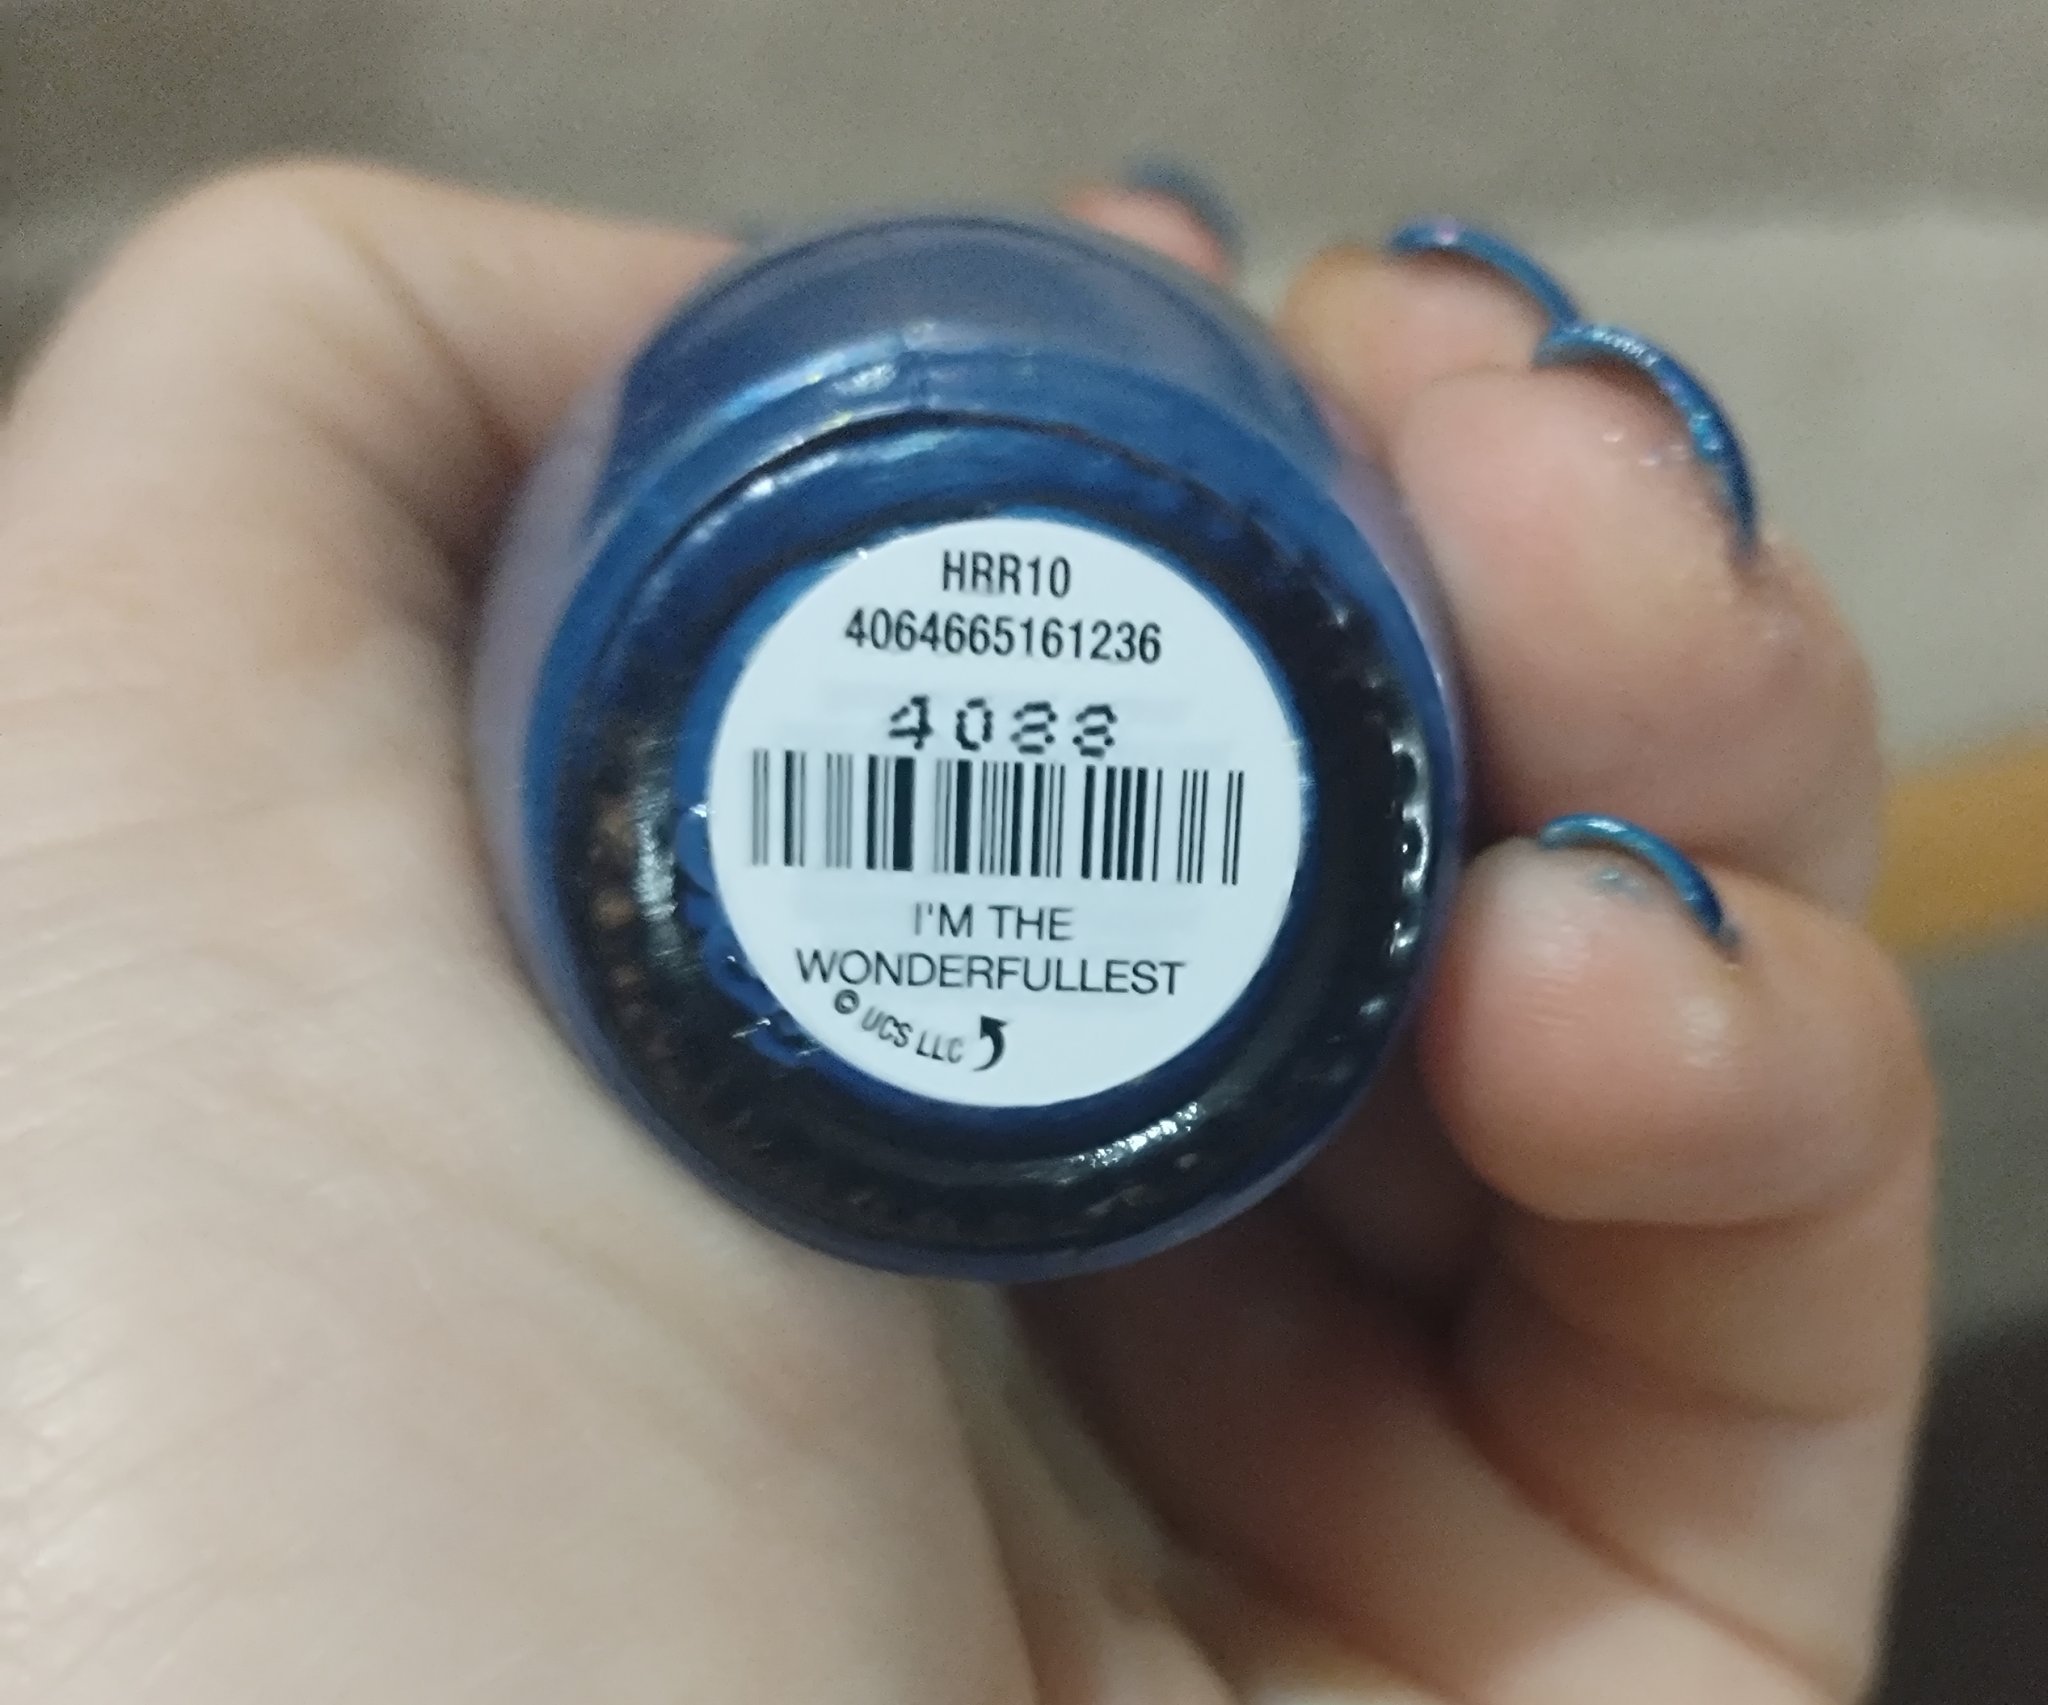 HRR10
4064665161236
4088
I'M THE
WONDERFULLEST
© UCS LLC